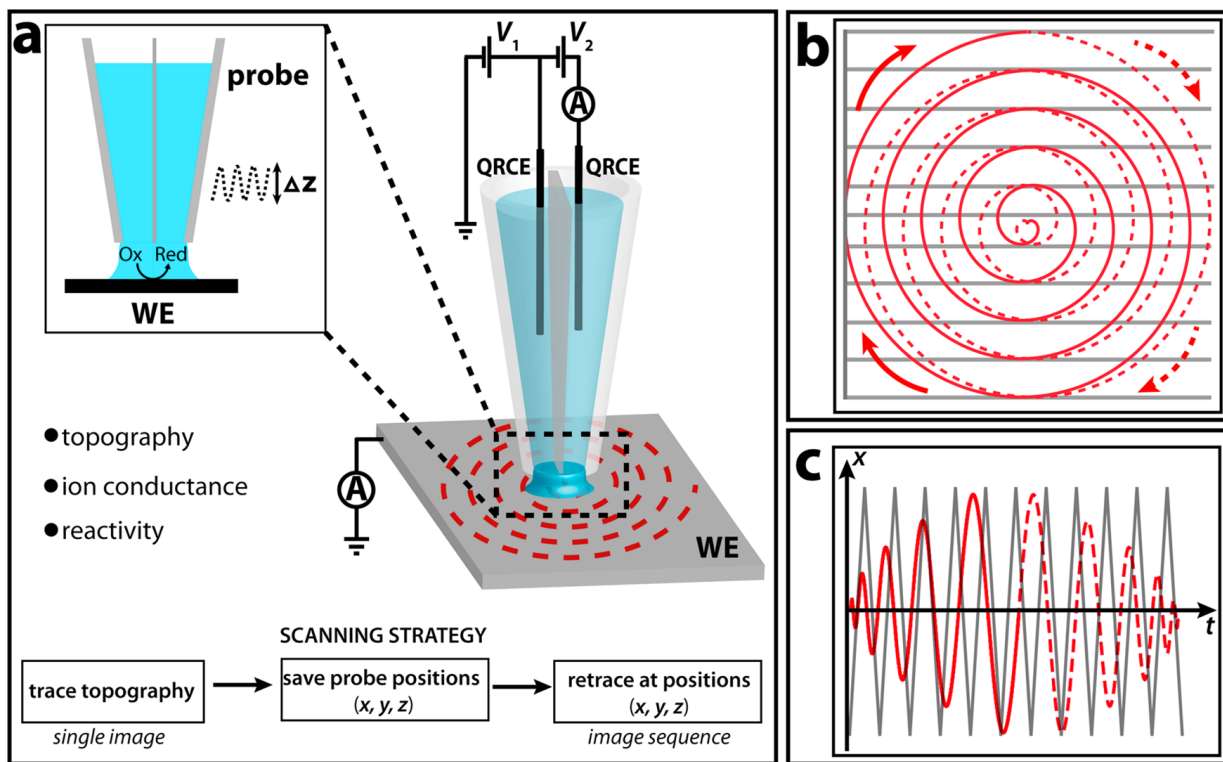 a
probe
Δz
Ox Red
WE
V1 V2
A
QRCE QRCE
● topography
● ion conductance
● reactivity
A
WE
SCANNING STRATEGY
trace topography
single image
save probe positions
(x, y, z)
retrace at positions
(x, y, z)
image sequence
b
c
x
t